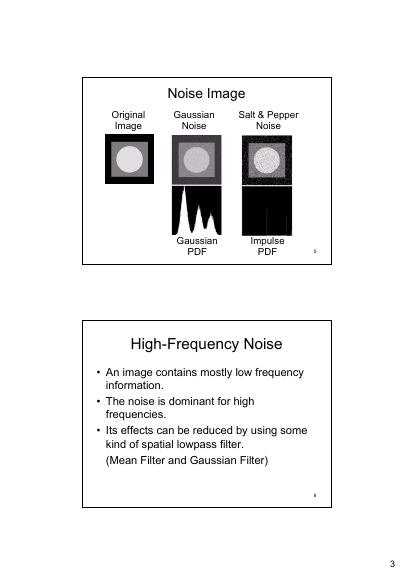 Noise Image
Original Gaussian Salt & Pepper
Image Noise Noise
Gaussian Impulse
PDF PDF
5
High-Frequency Noise
• An image contains mostly low frequency
information.
• The noise is dominant for high
frequencies.
• Its effects can be reduced by using some
kind of spatial lowpass filter.
(Mean Filter and Gaussian Filter)
6
3